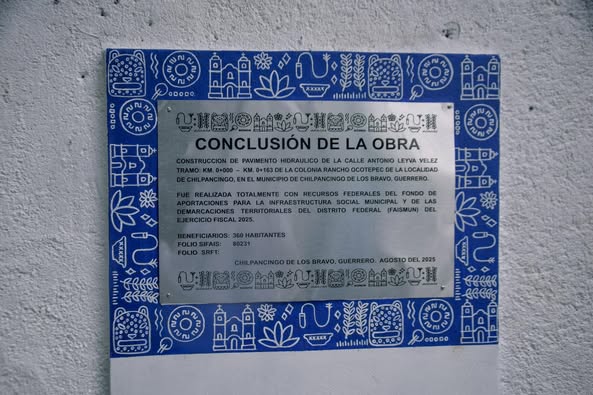 CONCLUSIÓN DE LA OBRA
CONSTRUCCION DE PAVIMENTO HIDRAULICO DE LA CALLE ANTONIO LEYVA VELEZ
TRAMO: KM. 0+000 - KM. 0+163 DE LA COLONIA RANCHO OCOTEPEC DE LA LOCALIDAD
DE CHILPANCINGO, EN EL MUNICIPIO DE CHILPANCINGO DE LOS BRAVO, GUERRERO.
FUE REALIZADA TOTALMENTE CON RECURSOS FEDERALES DEL FONDO DE
APORTACIONES PARA LA INFRAESTRUCTURA SOCIAL MUNICIPAL Y DE LAS
DEMARCACIONES TERRITORIALES DEL DISTRITO FEDERAL (FAISMUN) DEL
EJERCICIO FISCAL 2025.
BENEFICIARIOS: 360 HABITANTES
FOLIO SIFAIS: 80231
FOLIO SRFT:
CHILPANCINGO DE LOS BRAVO, GUERRERO. AGOSTO DEL 2025